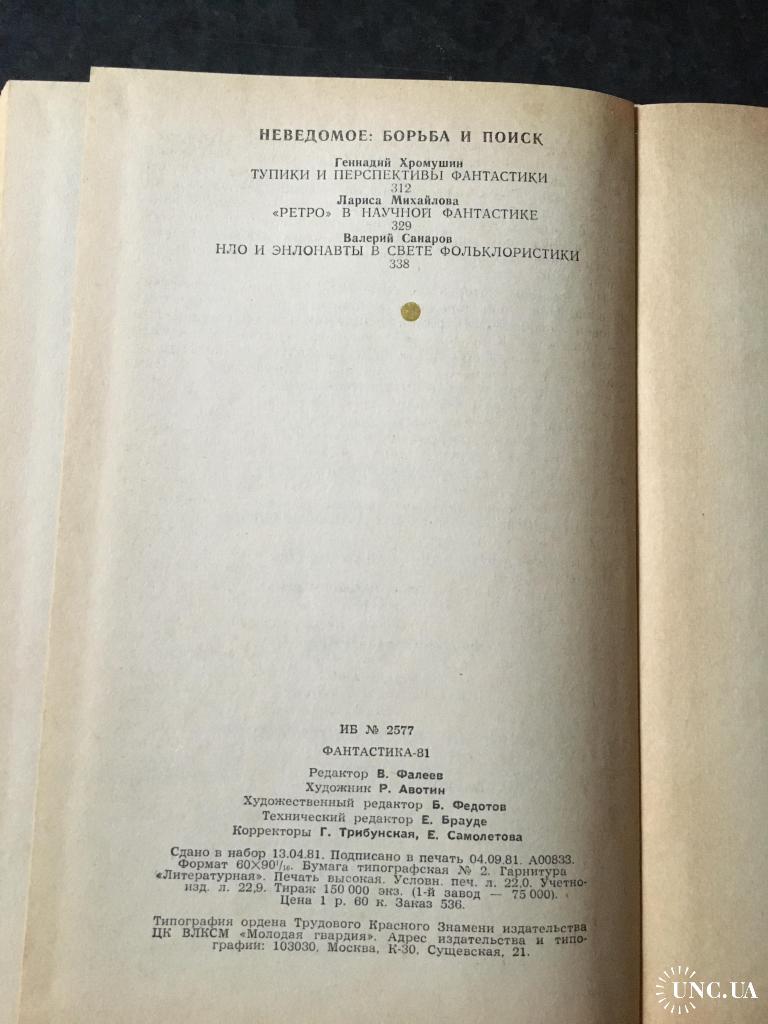 НЕВЕДОМОЕ: БОРЬБА И ПОИСК
Геннадий Хромушин
ТУПИКИ И ПЕРСПЕКТИВЫ ФАНТАСТИКИ
312
Лариса Михайлова
«РЕТРО» В НАУЧНОЙ ФАНТАСТИКЕ
329
Валерий Санаров
НЛО И ЭНЛОНАВТЫ В СВЕТЕ ФОЛЬКЛОРИСТИКИ
338
ИБ № 2577
ФАНТАСТИКА-81
Редактор В. Фалеев
Художник Р. Авотин
Художественный редактор Б. Федотов
Технический редактор Е. Брауде
Корректоры Г. Трибунская, Е. Самолетова
Сдано в набор 13.04.81. Подписано в печать 04.09.81. А00833.
Формат 60×90¹/₁₆. Бумага типографская № 2. Гарнитура
«Литературная». Печать высокая. Условн. печ. л. 22,0. Учетно-
изд. л. 22,9. Тираж 150 000 экз. (1-й завод — 75 000).
Цена 1 р. 60 к. Заказ 536.
Типография ордена Трудового Красного Знамени издательства
ЦК ВЛКСМ «Молодая гвардия». Адрес издательства и типо-
графии: 103030, Москва, К-30, Сущевская, 21.
UNC.UA